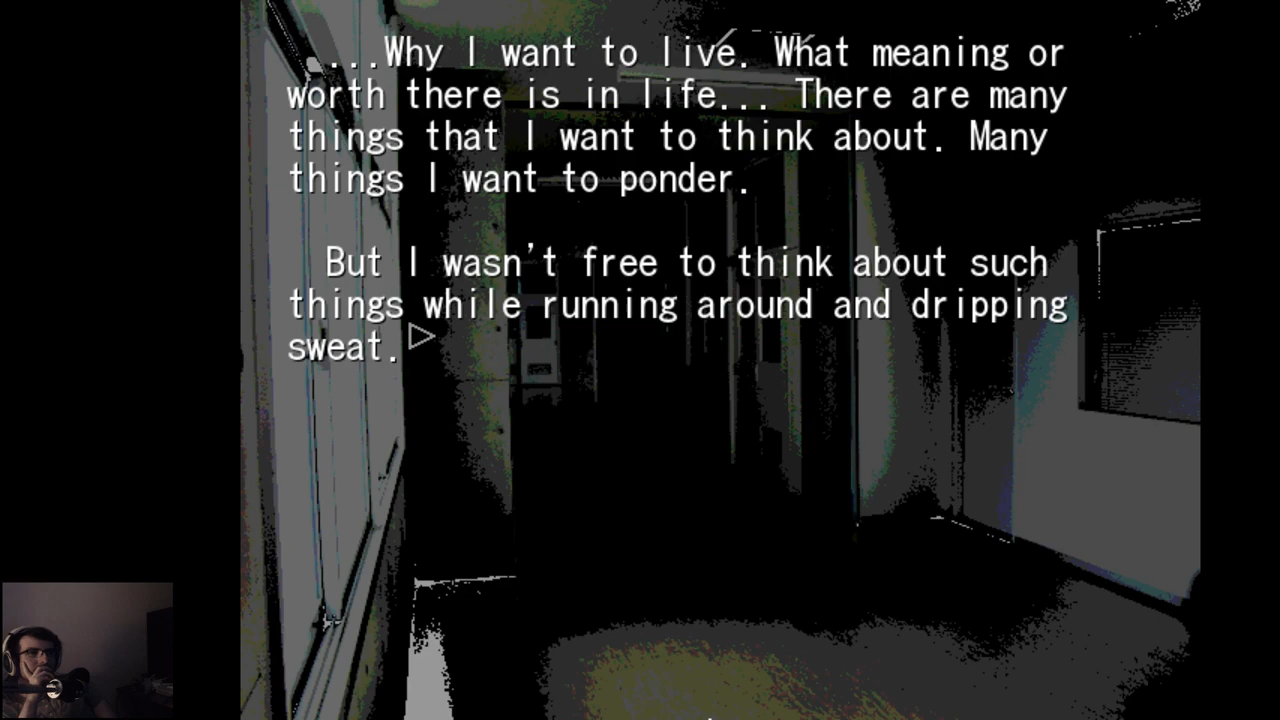 ...Why I want to live. What meaning or
worth there is in life... There are many
things that I want to think about. Many
things I want to ponder.
But I wasn't free to think about such
things while running around and dripping
sweat.